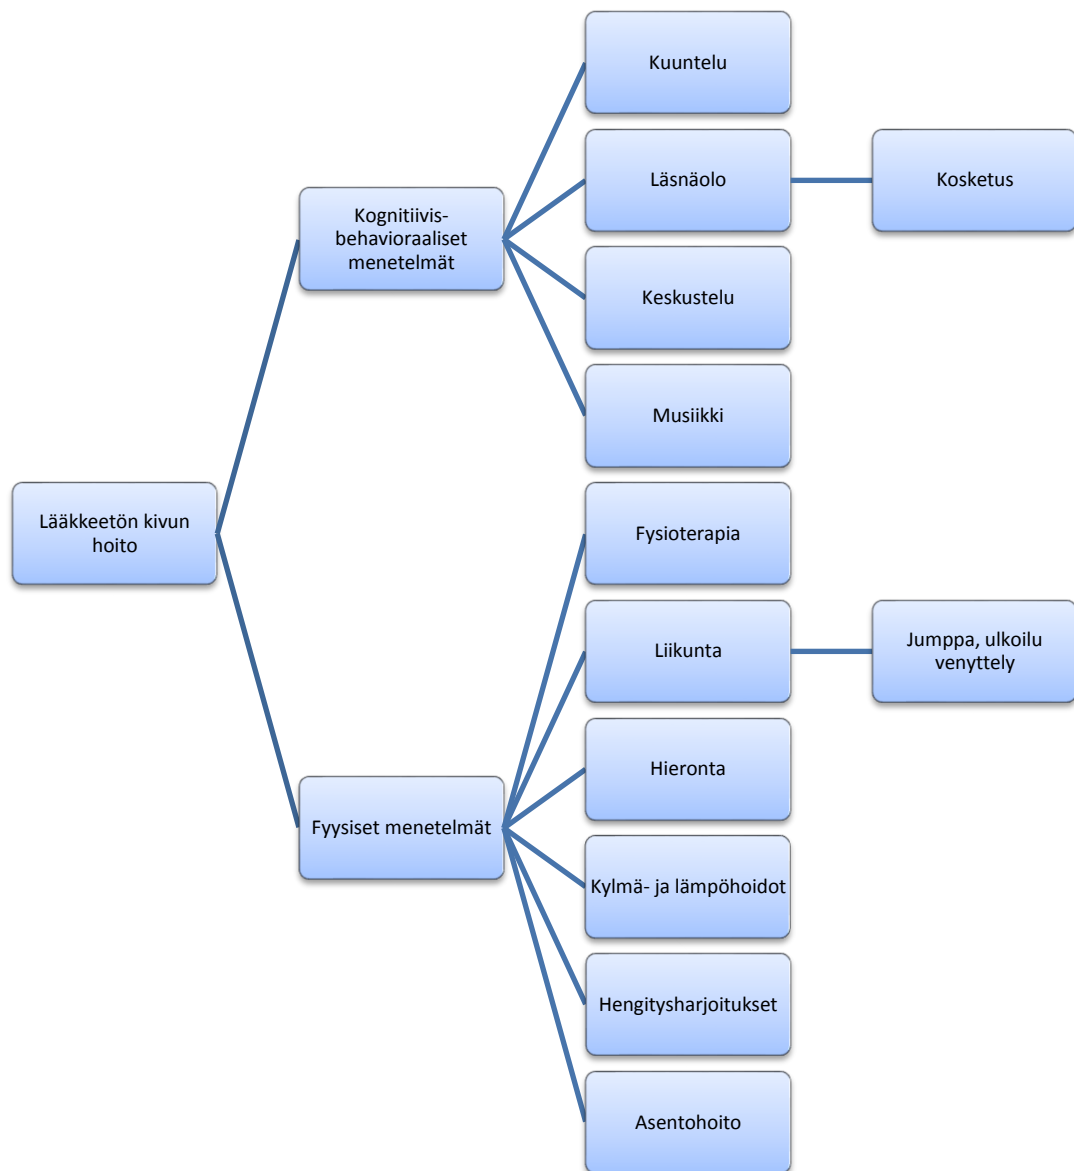 Kuuntelu
Läsnäolo
Kosketus
Kognitiivis-
behavioraaliset
menetelmät
Keskustelu
Musiikki
Lääkkeetön kivun
hoito
Fysioterapia
Liikunta
Jumppa, ulkoilu
venyttely
Hieronta
Fyysiset menetelmät
Kylmä- ja lämpöhoidot
Hengitysharjoitukset
Asentohoito